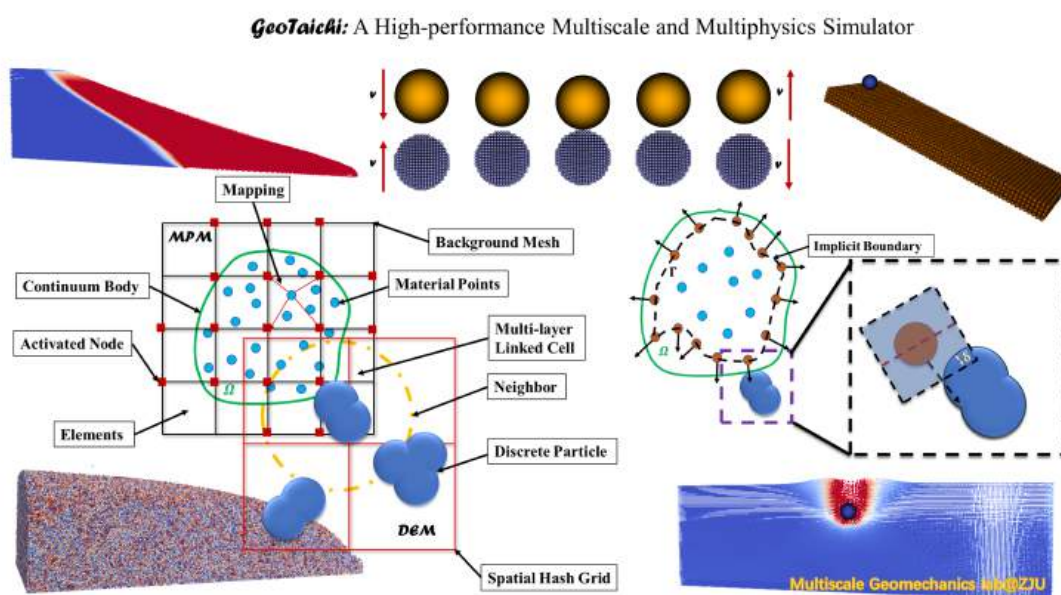 GeoTaichi: A High-performance Multiscale and Multiphysics Simulator
v
v
v
v
Mapping
MPM
Background Mesh
Continuum Body
Material Points
Activated Node
Multi-layer
Linked Cell
Ω
Neighbor
Elements
Discrete Particle
DEM
Spatial Hash Grid
Implicit Boundary
Γ
Ω
Multiscale Geomechanics lab@ZJU